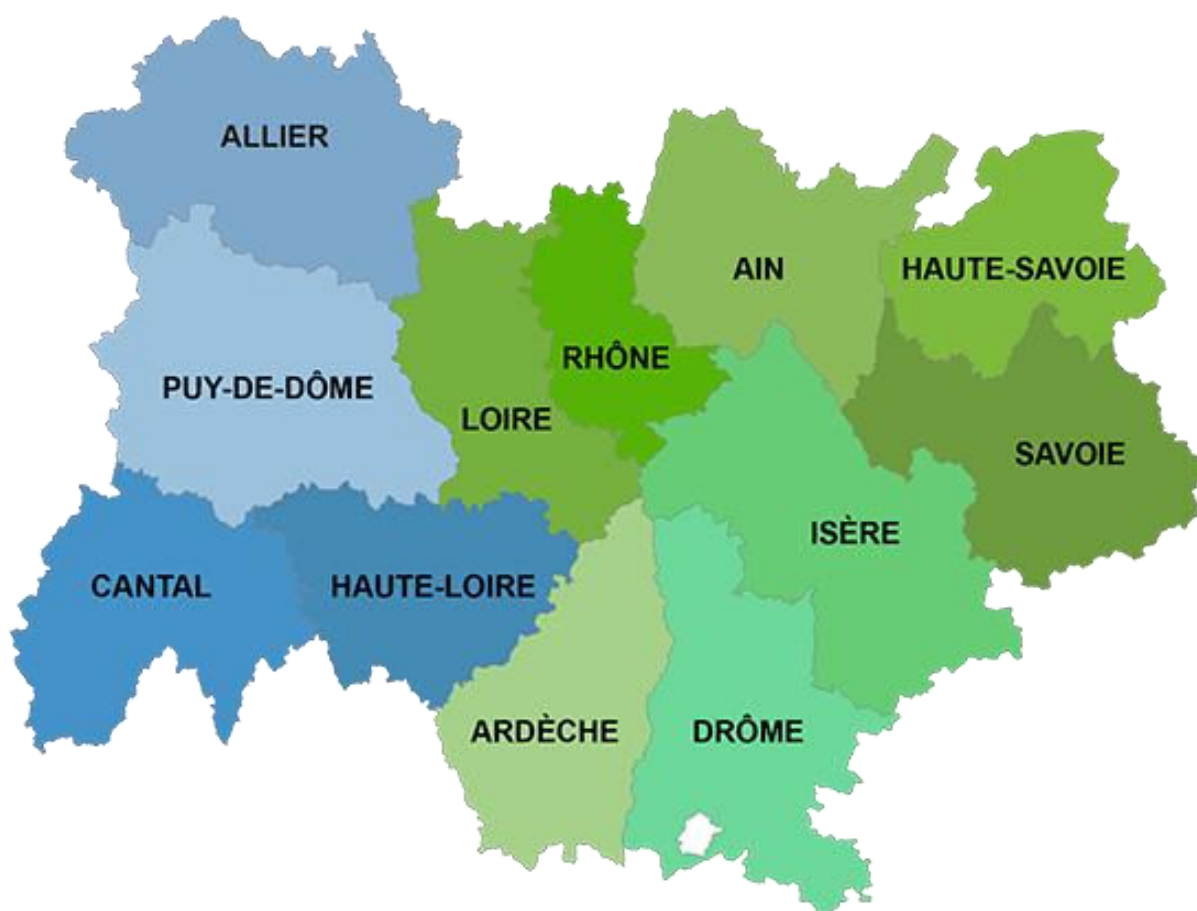 ALLIER
AIN
HAUTE-SAVOIE
RHÔNE
PUY-DE-DÔME
LOIRE
SAVOIE
ISÈRE
CANTAL
HAUTE-LOIRE
ARDÈCHE
DRÔME